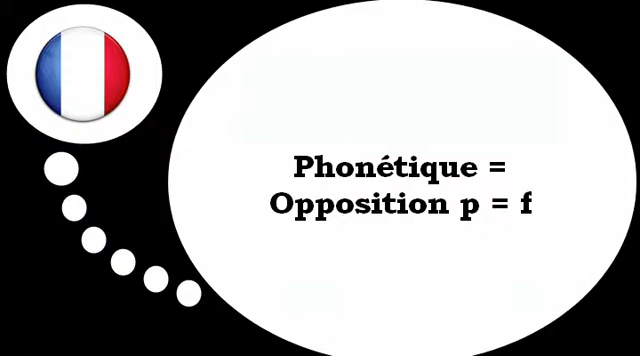 Phonétique =
Opposition p = f